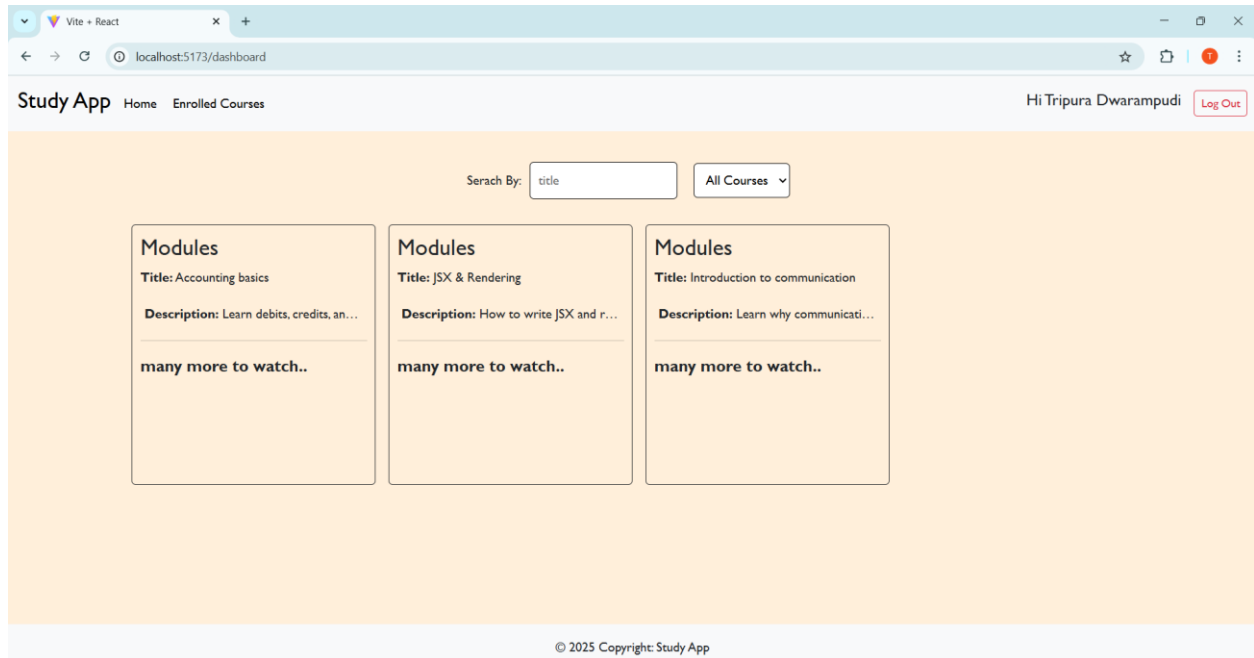 Vite + React
localhost:5173/dashboard
T
Study App Home Enrolled Courses Hi Tripura Dwarampudi Log Out
Serach By: title All Courses
Modules
Title: Accounting basics
Description: Learn debits, credits, an...
many more to watch..
Modules
Title: JSX & Rendering
Description: How to write JSX and r...
many more to watch..
Modules
Title: Introduction to communication
Description: Learn why communicati...
many more to watch..
© 2025 Copyright: Study App